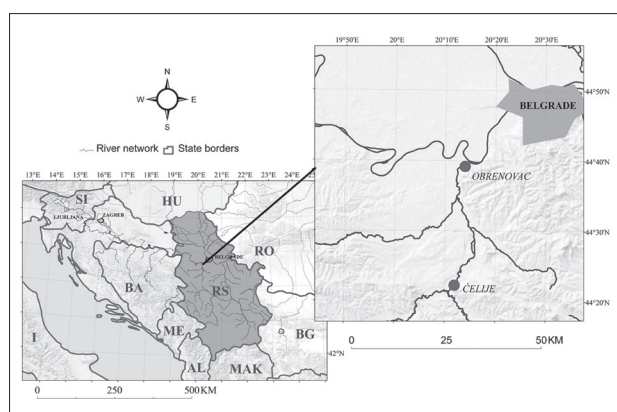 19°50'E 20°E 20°10'E 20°20'E 20°30'E
N
W E
S
44°50'N
BELGRADE
River network State borders
44°40'N
OBRENOVAC
13°E 14°E 15°E 16°E 17°E 18°E 19°E 20°E 21°E 22°E 23°E 24°E
SI
HU
LJUBLJANA
ZAGREB
44°30'N
BELGRADE
RO
BA
RS
ĆELIJE
44°20'N
I
ME
BG
0 25 50KM
42°N
AL
MAK
0 250 500KM